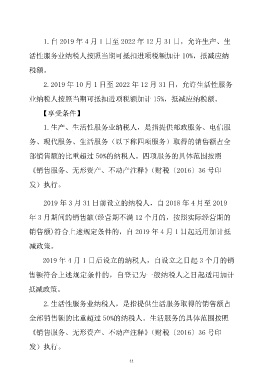 1.自 2019 年 4 月 1 日至 2022 年 12 月 31 日，允许生产、生
活性服务业纳税人按照当期可抵扣进项税额加计 10%，抵减应纳
税额。
2.2019 年 10 月 1 日至 2022 年 12 月 31 日，允许生活性服务
业纳税人按照当期可抵扣进项税额加计 15%，抵减应纳税额。
【享受条件】
1.生产、生活性服务业纳税人，是指提供邮政服务、电信服
务、现代服务、生活服务（以下称四项服务）取得的销售额占全
部销售额的比重超过 50%的纳税人。四项服务的具体范围按照
《销售服务、无形资产、不动产注释》（财税〔2016〕36 号印
发）执行。
2019 年 3 月 31 日前设立的纳税人，自 2018 年 4 月至 2019
年 3 月期间的销售额（经营期不满 12 个月的，按照实际经营期的
销售额）符合上述规定条件的，自 2019 年 4 月 1 日起适用加计抵
减政策。
2019 年 4 月 1 日后设立的纳税人，自设立之日起 3 个月的销
售额符合上述规定条件的，自登记为一般纳税人之日起适用加计
抵减政策。
2.生活性服务业纳税人，是指提供生活服务取得的销售额占
全部销售额的比重超过 50%的纳税人。生活服务的具体范围按照
《销售服务、无形资产、不动产注释》（财税〔2016〕36 号印
发）执行。